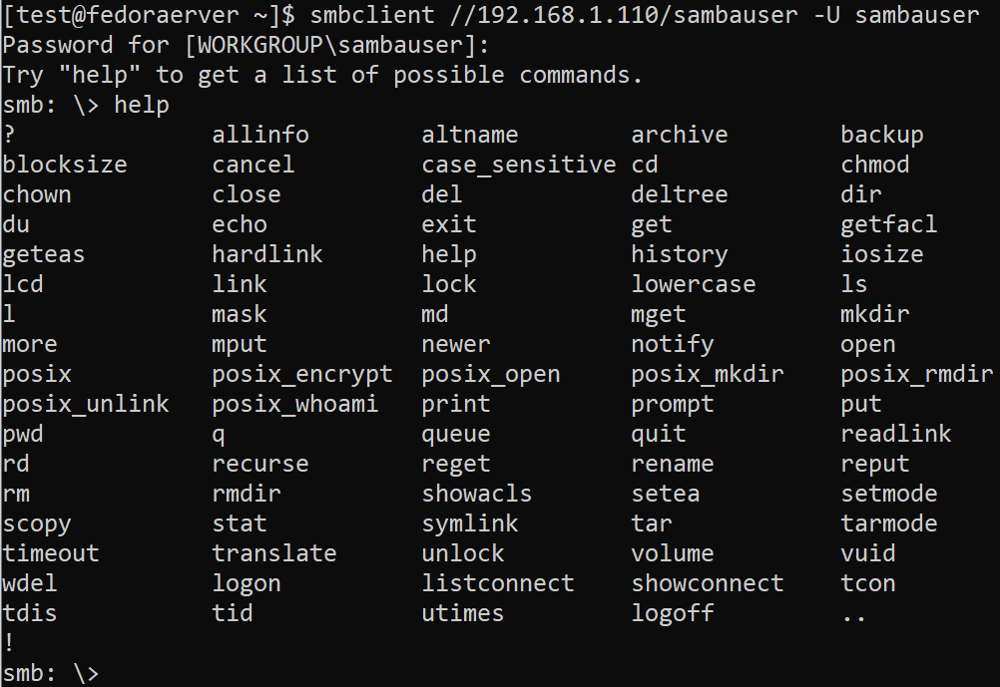 [test@fedoraerver ~]$ smbclient //192.168.1.110/sambauser -U sambauser
Password for [WORKGROUP\sambauser]:
Try "help" to get a list of possible commands.
smb: \> help
?              allinfo        altname        archive        backup
blocksize      cancel         case_sensitive cd             chmod
chown          close          del            deltree        dir
du             echo           exit           get            getfacl
geteas         hardlink       help           history        iosize
lcd            link           lock           lowercase      ls
l              mask           md             mget           mkdir
more           mput           newer          notify         open
posix          posix_encrypt  posix_open     posix_mkdir    posix_rmdir
posix_unlink   posix_whoami   print          prompt         put
pwd            q              queue          quit           readlink
rd             recurse        reget          rename         reput
rm             rmdir          showacls       setea          setmode
scopy          stat           symlink        tar            tarmode
timeout        translate      unlock         volume         vuid
wdel           logon          listconnect    showconnect    tcon
tdis           tid            utimes         logoff         ..
!
smb: \>